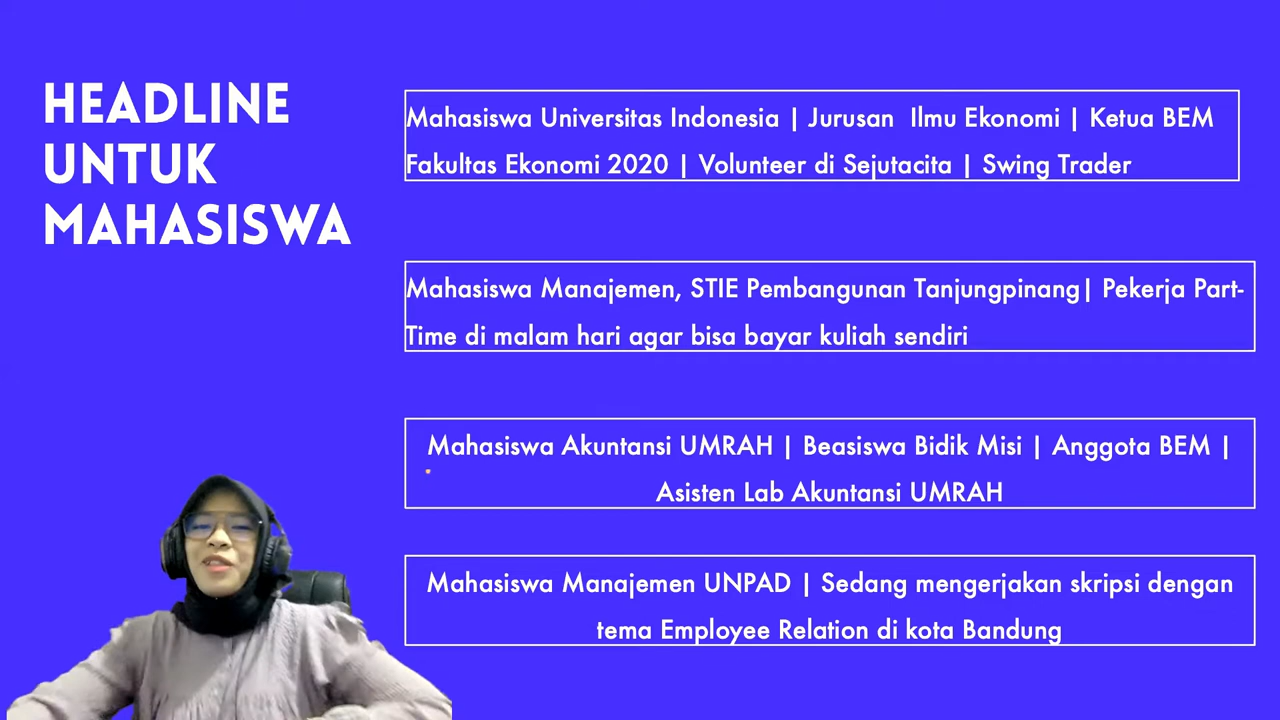 HEADLINE
UNTUK
MAHASISWA
Mahasiswa Universitas Indonesia | Jurusan Ilmu Ekonomi | Ketua BEM
Fakultas Ekonomi 2020 | Volunteer di Sejutacita | Swing Trader
Mahasiswa Manajemen, STIE Pembangunan Tanjungpinang| Pekerja Part-
Time di malam hari agar bisa bayar kuliah sendiri
Mahasiswa Akuntansi UMRAH | Beasiswa Bidik Misi | Anggota BEM |
Asisten Lab Akuntansi UMRAH
Mahasiswa Manajemen UNPAD | Sedang mengerjakan skripsi dengan
tema Employee Relation di kota Bandung